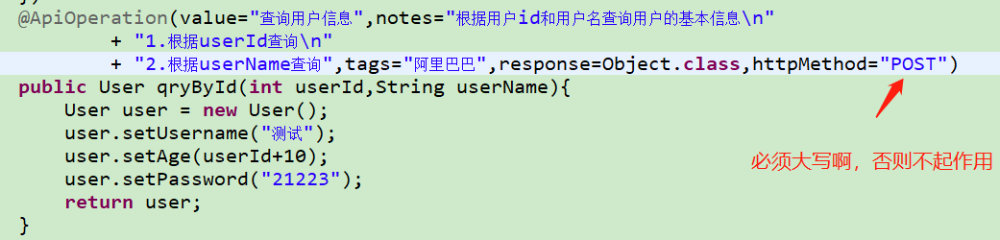 })
@ApiOperation(value="查询用户信息",notes="根据用户id和用户名查询用户的基本信息\n"
+ "1.根据userId查询\n"
+ "2.根据userName查询",tags="阿里巴巴",response=Object.class,httpMethod="POST")
public User qryById(int userId,String userName){
User user = new User();
user.setUsername("测试");
user.setAge(userId+10);
user.setPassword("21223");
return user;
}
必须大写啊，否则不起作用